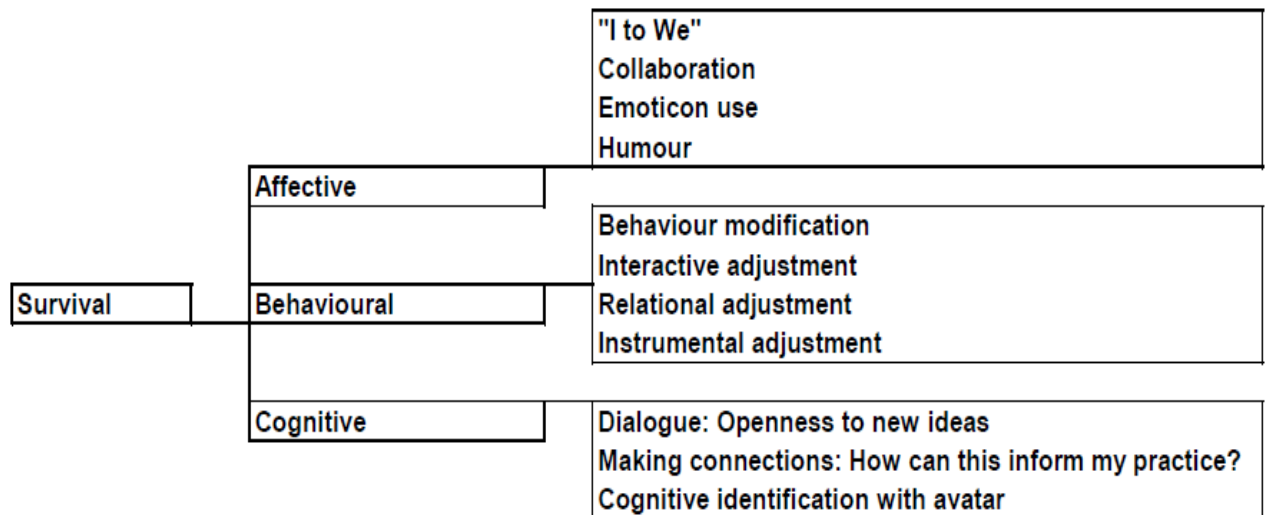 "I to We"
Collaboration
Emoticon use
Humour
Affective
Behaviour modification
Interactive adjustment
Survival
Behavioural
Relational adjustment
Instrumental adjustment
Cognitive
Dialogue: Openness to new ideas
Making connections: How can this inform my practice?
Cognitive identification with avatar